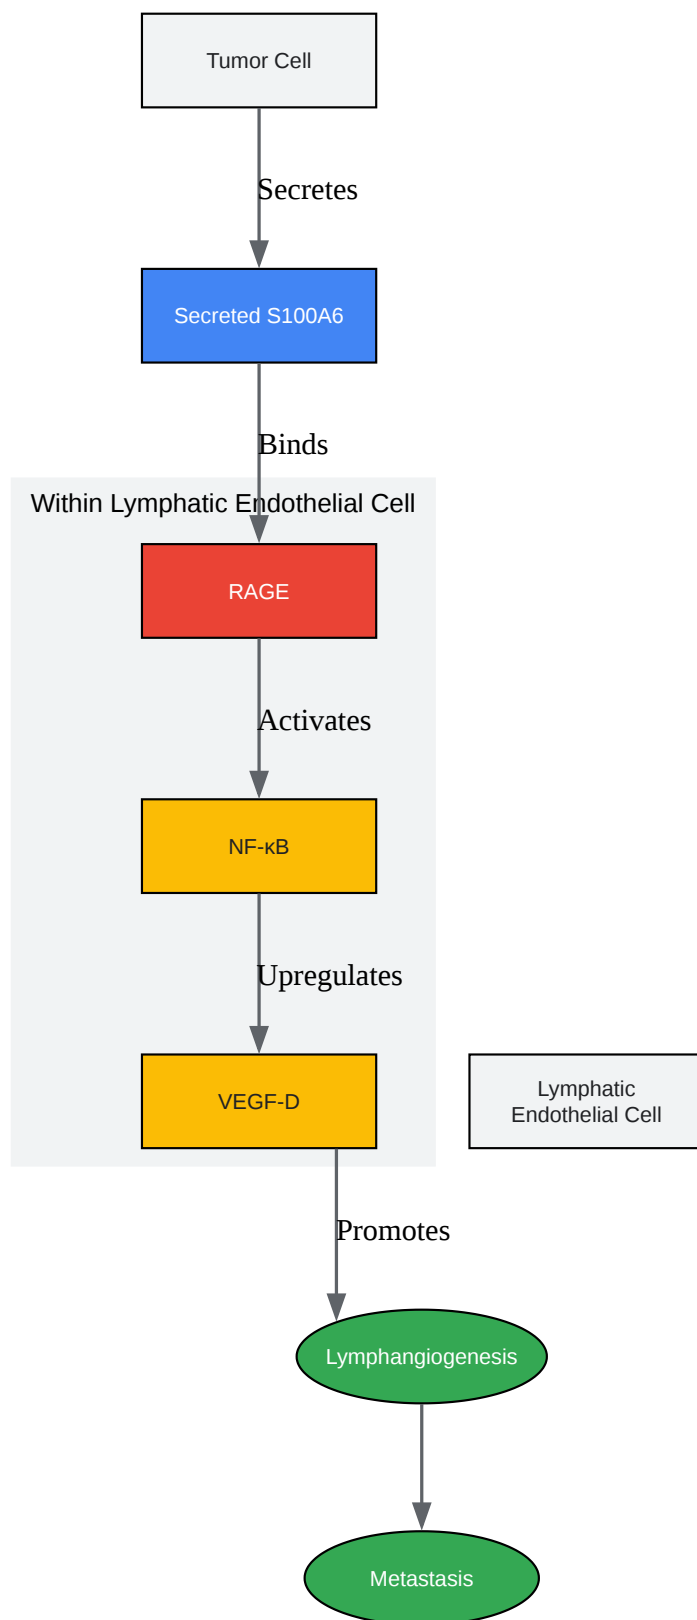 Tumor Cell
Secretes
Secreted S100A6
Binds
Within Lymphatic Endothelial Cell
RAGE
Activates
NF-κB
Upregulates
VEGF-D
Lymphatic
Endothelial Cell
Promotes
Lymphangiogenesis
Metastasis